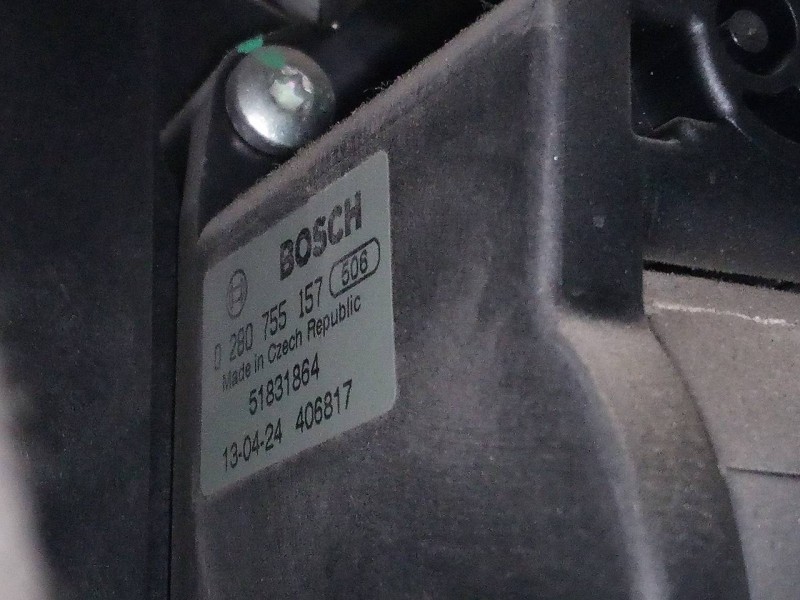 BOSCH
0 280 755 157 506
Made in Czech Republic
51831864
13-04-24 406817